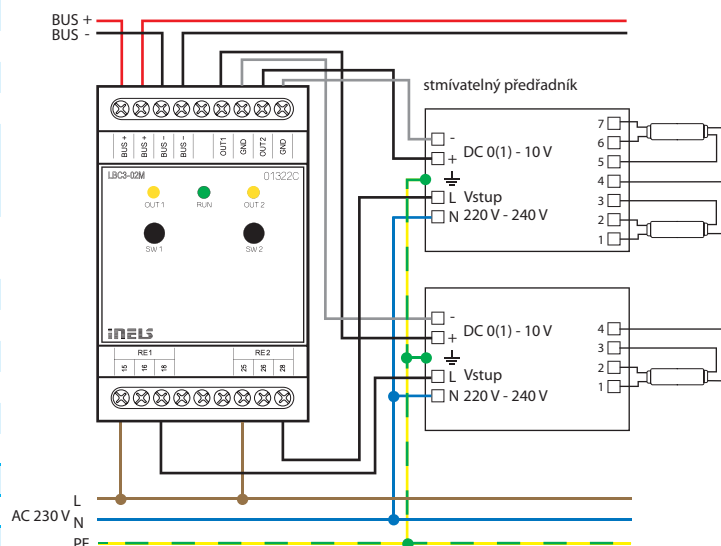 BUS +
BUS -
stmívatelný předřadník
BUS +
BUS +
BUS -
BUS -
OUT1
GND
OUT2
GND
LBC3-02M
01322C
OUT 1
RUN
OUT 2
SW 1
SW 2
iNELS
RE1
RE2
15
16
18
25
26
28
-
+
DC 0(1) - 10 V
L Vstup
N 220 V - 240 V
7
6
5
4
3
2
1
-
+
DC 0(1) - 10 V
L Vstup
N 220 V - 240 V
4
3
2
1
L
AC 230 V N
PE